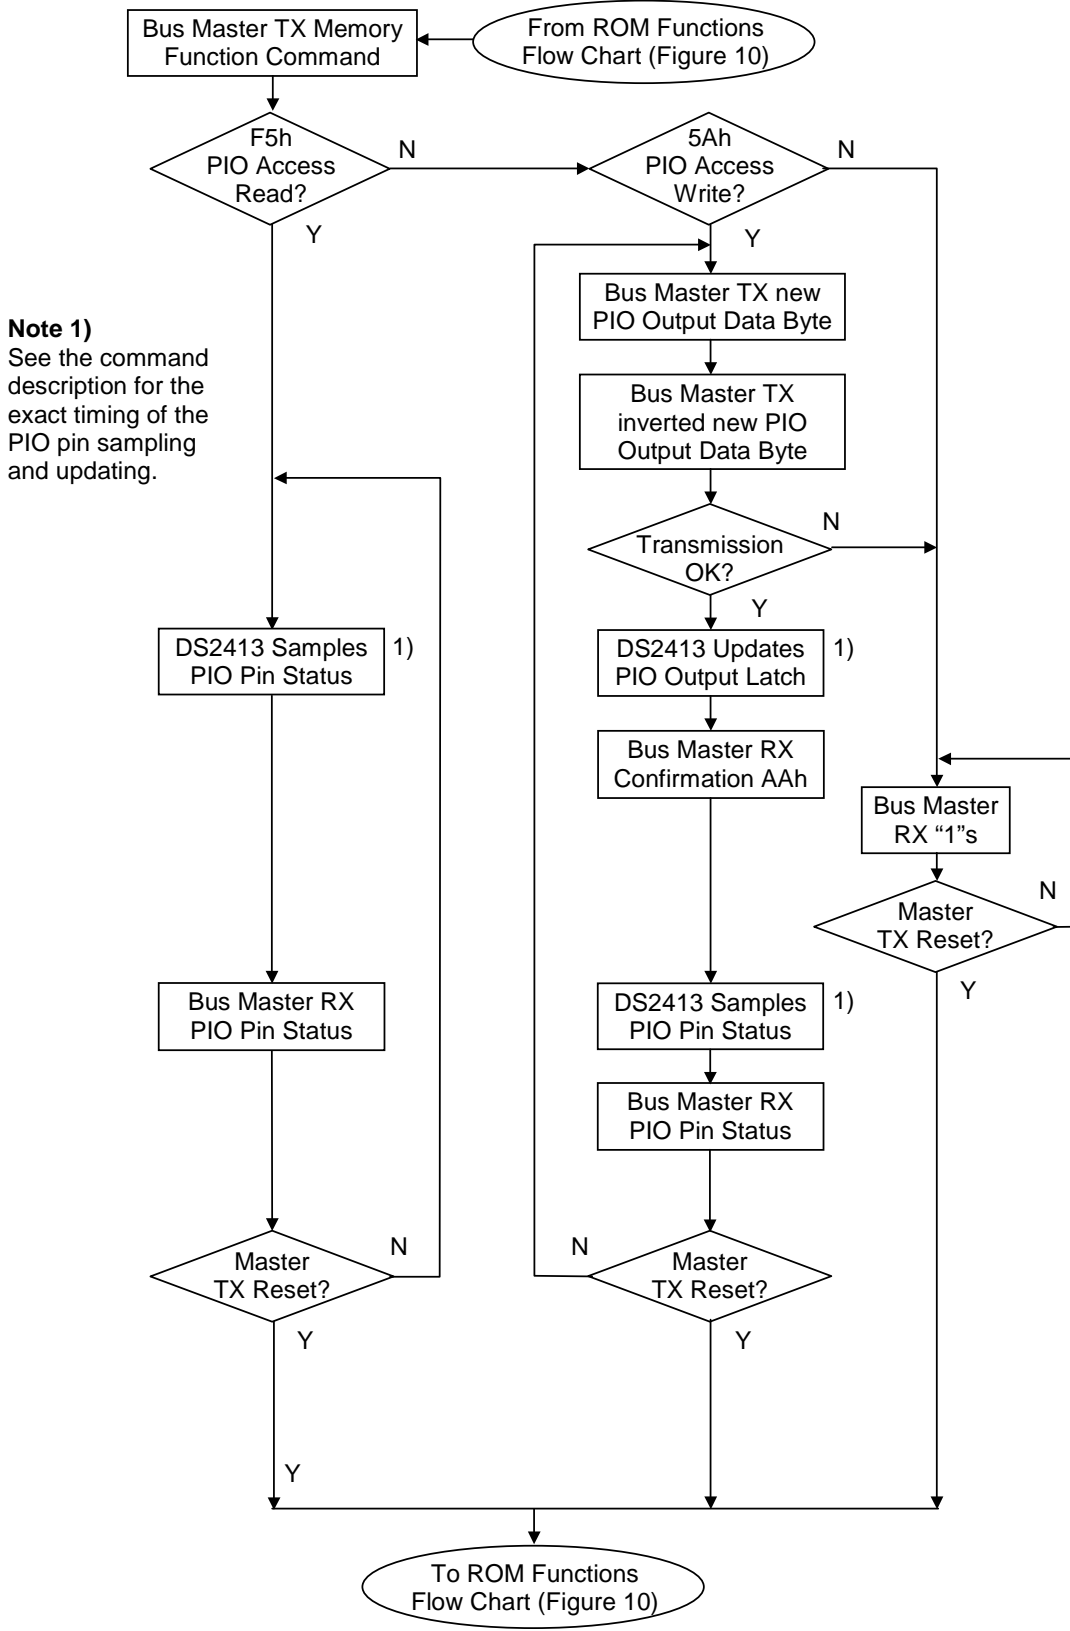 Bus Master TX Memory
Function Command
From ROM Functions
Flow Chart (Figure 10)
F5h
PIO Access
Read?
N
Y
5Ah
PIO Access
Write?
N
Y
Note 1)
See the command
description for the
exact timing of the
PIO pin sampling
and updating.
Bus Master TX new
PIO Output Data Byte
Bus Master TX
inverted new PIO
Output Data Byte
Transmission
OK?
N
Y
DS2413 Samples
PIO Pin Status
1)
DS2413 Updates
PIO Output Latch
1)
Bus Master RX
Confirmation AAh
Bus Master
RX “1”s
Master
TX Reset?
N
Y
Bus Master RX
PIO Pin Status
DS2413 Samples
PIO Pin Status
1)
Bus Master RX
PIO Pin Status
Master
TX Reset?
N
Y
N
Master
TX Reset?
Y
Y
To ROM Functions
Flow Chart (Figure 10)